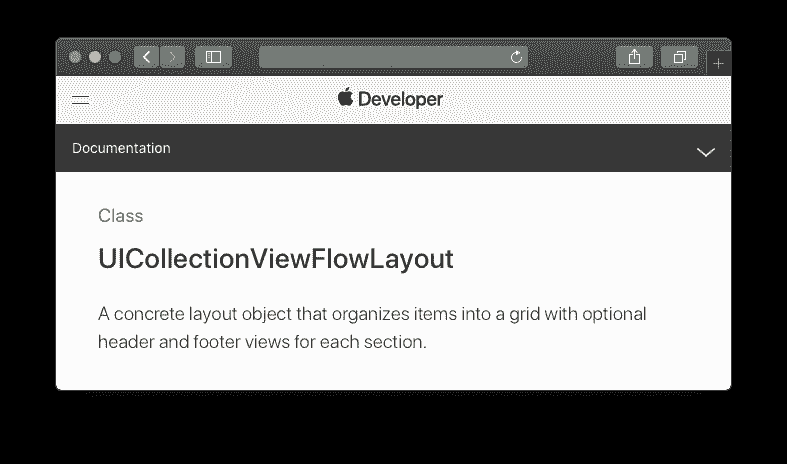 Developer
Documentation
Class
UICollectionViewFlowLayout
A concrete layout object that organizes items into a grid with optional
header and footer views for each section.